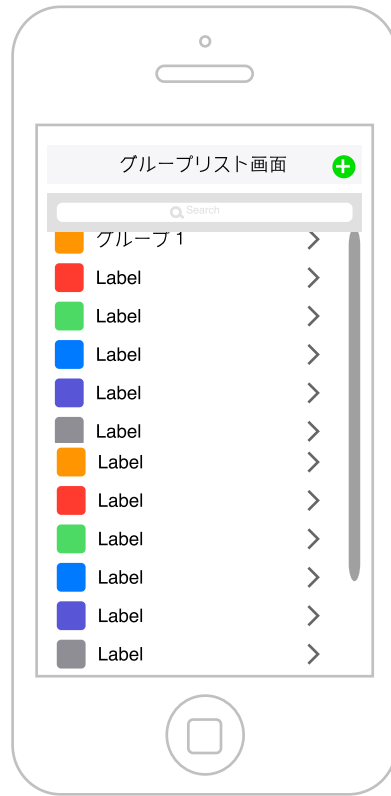 グループリスト画面
Search
グループ1
Label
Label
Label
Label
Label
Label
Label
Label
Label
Label
Label